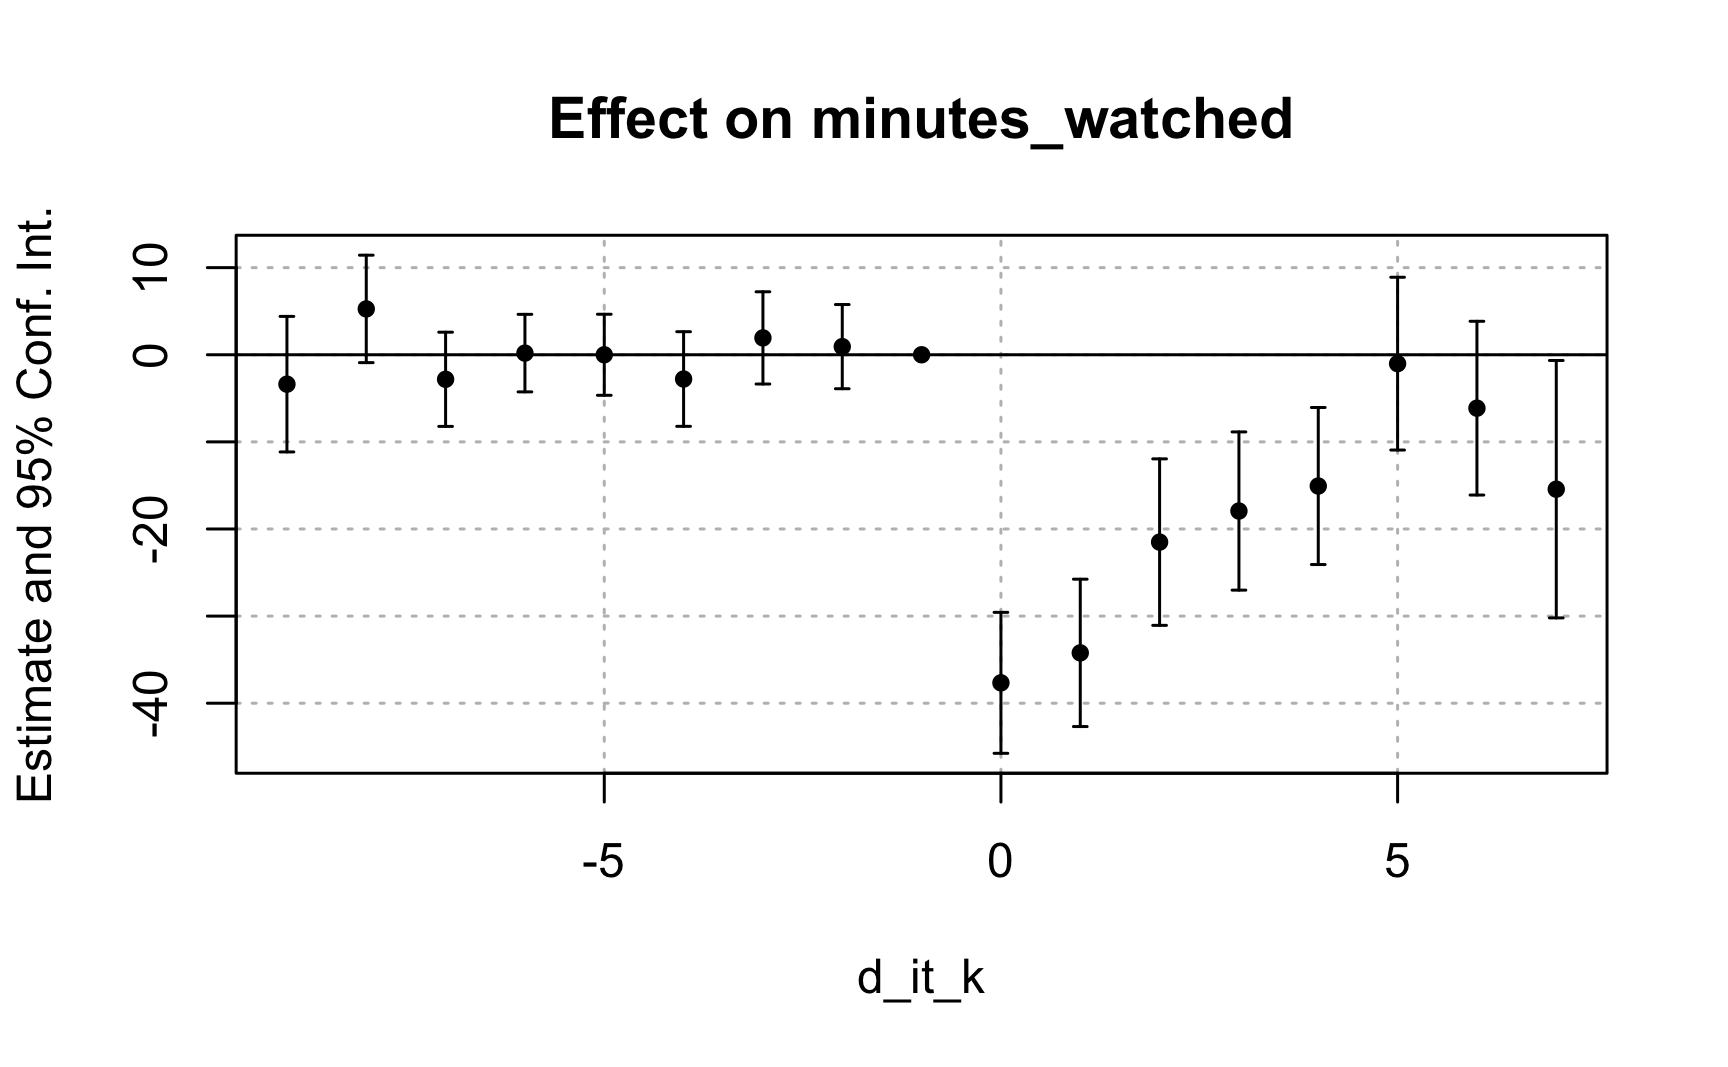 Effect on minutes_watched
Estimate and 95% Conf. Int.
10
0
-20
-40
-5
0
5
d_it_k